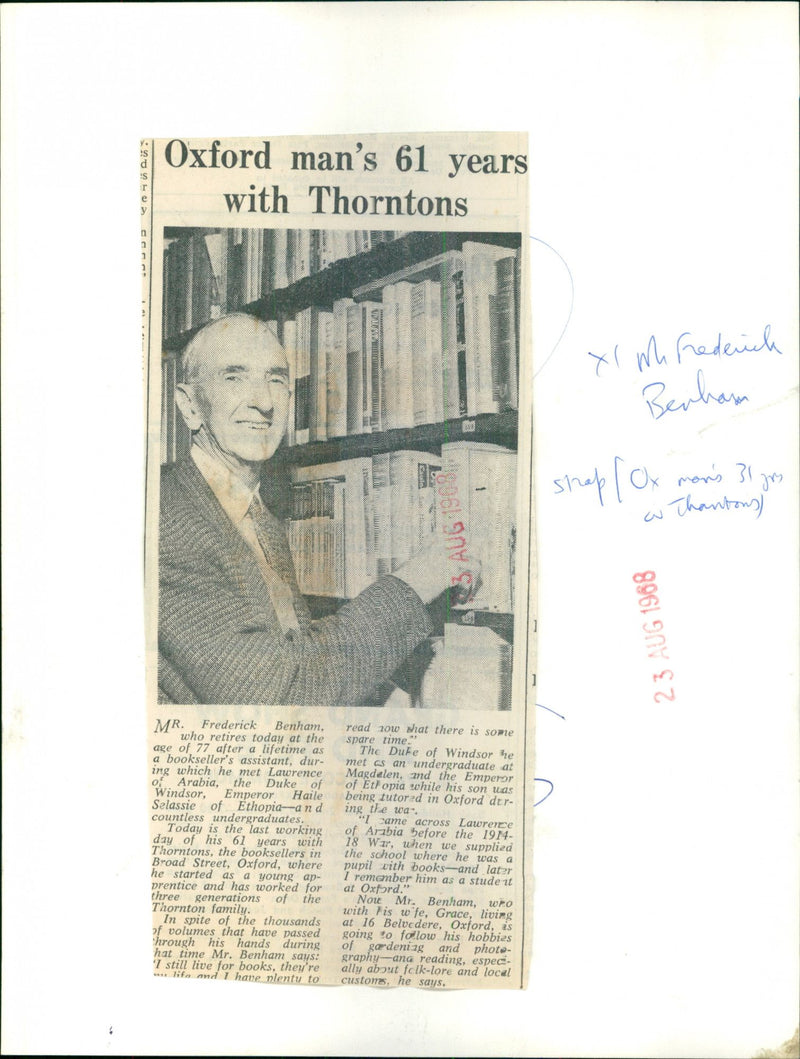 Oxford man's 61 years
with Thorntons
MR. Frederick Benham,
who retires today at the
age of 77 after a lifetime as
a bookseller's assistant, dur-
ing which he met Lawrence
of Arabia, the Duke of
Windsor, Emperor Haile
Selassie of Ethopia—and
countless undergraduates.
Today is the last working
day of his 61 years with
Thorntons, the booksellers in
Broad Street, Oxford, where
he started as a young ap-
prentice and has worked for
three generations of the
Thornton family.
In spite of the thousands
of volumes that have passed
through his hands during
that time Mr. Benham says:
"I still live for books, they're
my life and I have plenty to
read now that there is some
spare time."
The Duke of Windsor he
met as an undergraduate at
Magdalen, and the Emperor
of Ethopia while his son was
being tutored in Oxford dur-
ing the war.
"I came across Lawrence
of Arabia before the 1914-
18 War, when we supplied
the school where he was a
pupil with books—and later
I remember him as a student
at Oxford."
Now Mr. Benham, who
with his wife, Grace, living
at 16 Belvedere, Oxford, is
going to follow his hobbies
of gardening and photo-
graphy—and reading, especi-
ally about folk-lore and local
customs, he says.
23 AUG 1968
x1 Mr Frederick
Benham
strap (Ox man's 31 yrs
w Thorntons)
23 AUG 1968